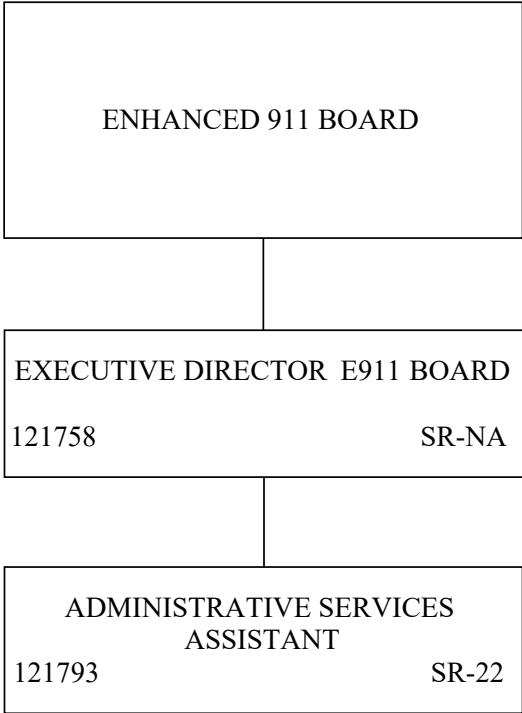 ENHANCED 911 BOARD
EXECUTIVE DIRECTOR E911 BOARD
121758 SR-NA
ADMINISTRATIVE SERVICES
ASSISTANT
121793 SR-22